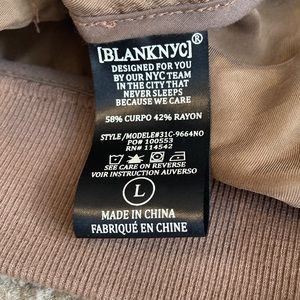 [BLANKNYC]®
DESIGNED FOR YOU
BY OUR NYC TEAM
IN THE CITY THAT
NEVER SLEEPS
BECAUSE WE CARE
58% CURPO 42% RAYON
STYLE/MODELE#31C-9664NO
PO# 100553
RN# 114542
SEE CARE ON REVERSE
VOIR INSTRUCTION AUVERSO
L
MADE IN CHINA
FABRIQUÉ EN CHINE